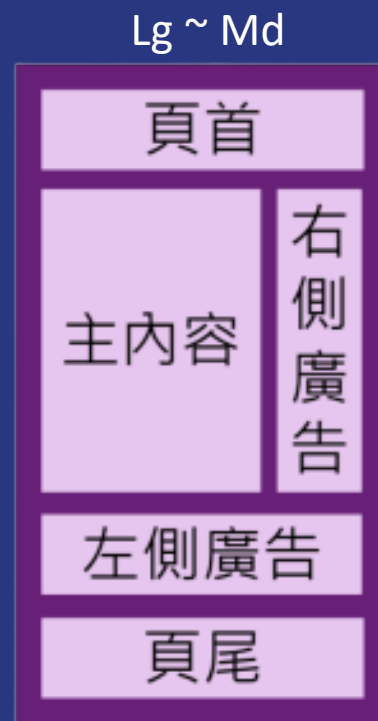 Lg ~ Md
頁首
主內容
右側廣告
左側廣告
頁尾